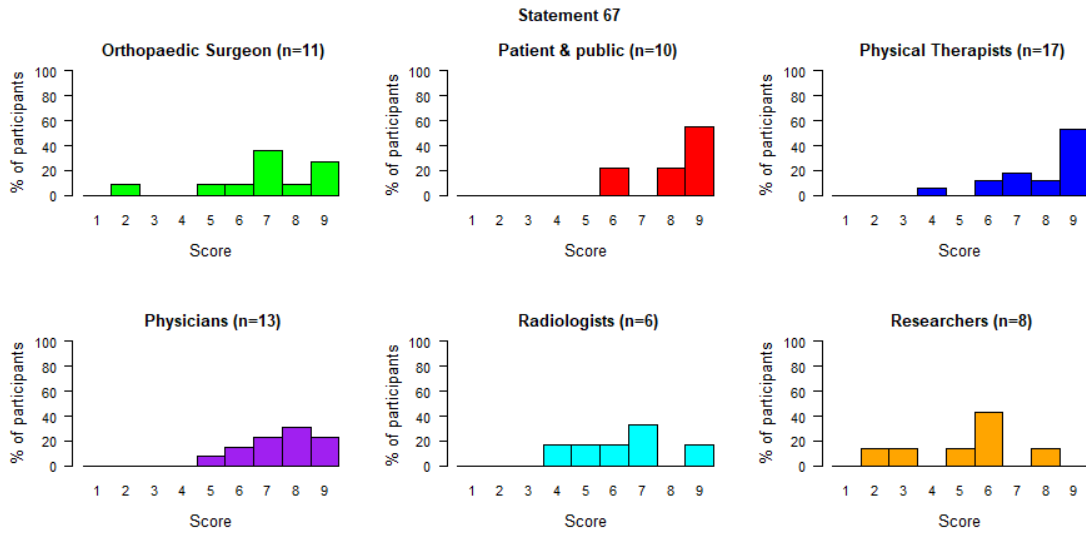 Statement 67
Orthopaedic Surgeon (n=11)
% of participants
100
80
60
40
20
0
1 2 3 4 5 6 7 8 9
Score
Patient & public (n=10)
% of participants
100
80
60
40
20
0
1 2 3 4 5 6 7 8 9
Score
Physical Therapists (n=17)
% of participants
100
80
60
40
20
0
1 2 3 4 5 6 7 8 9
Score
Physicians (n=13)
% of participants
100
80
60
40
20
0
1 2 3 4 5 6 7 8 9
Score
Radiologists (n=6)
% of participants
100
80
60
40
20
0
1 2 3 4 5 6 7 8 9
Score
Researchers (n=8)
% of participants
100
80
60
40
20
0
1 2 3 4 5 6 7 8 9
Score